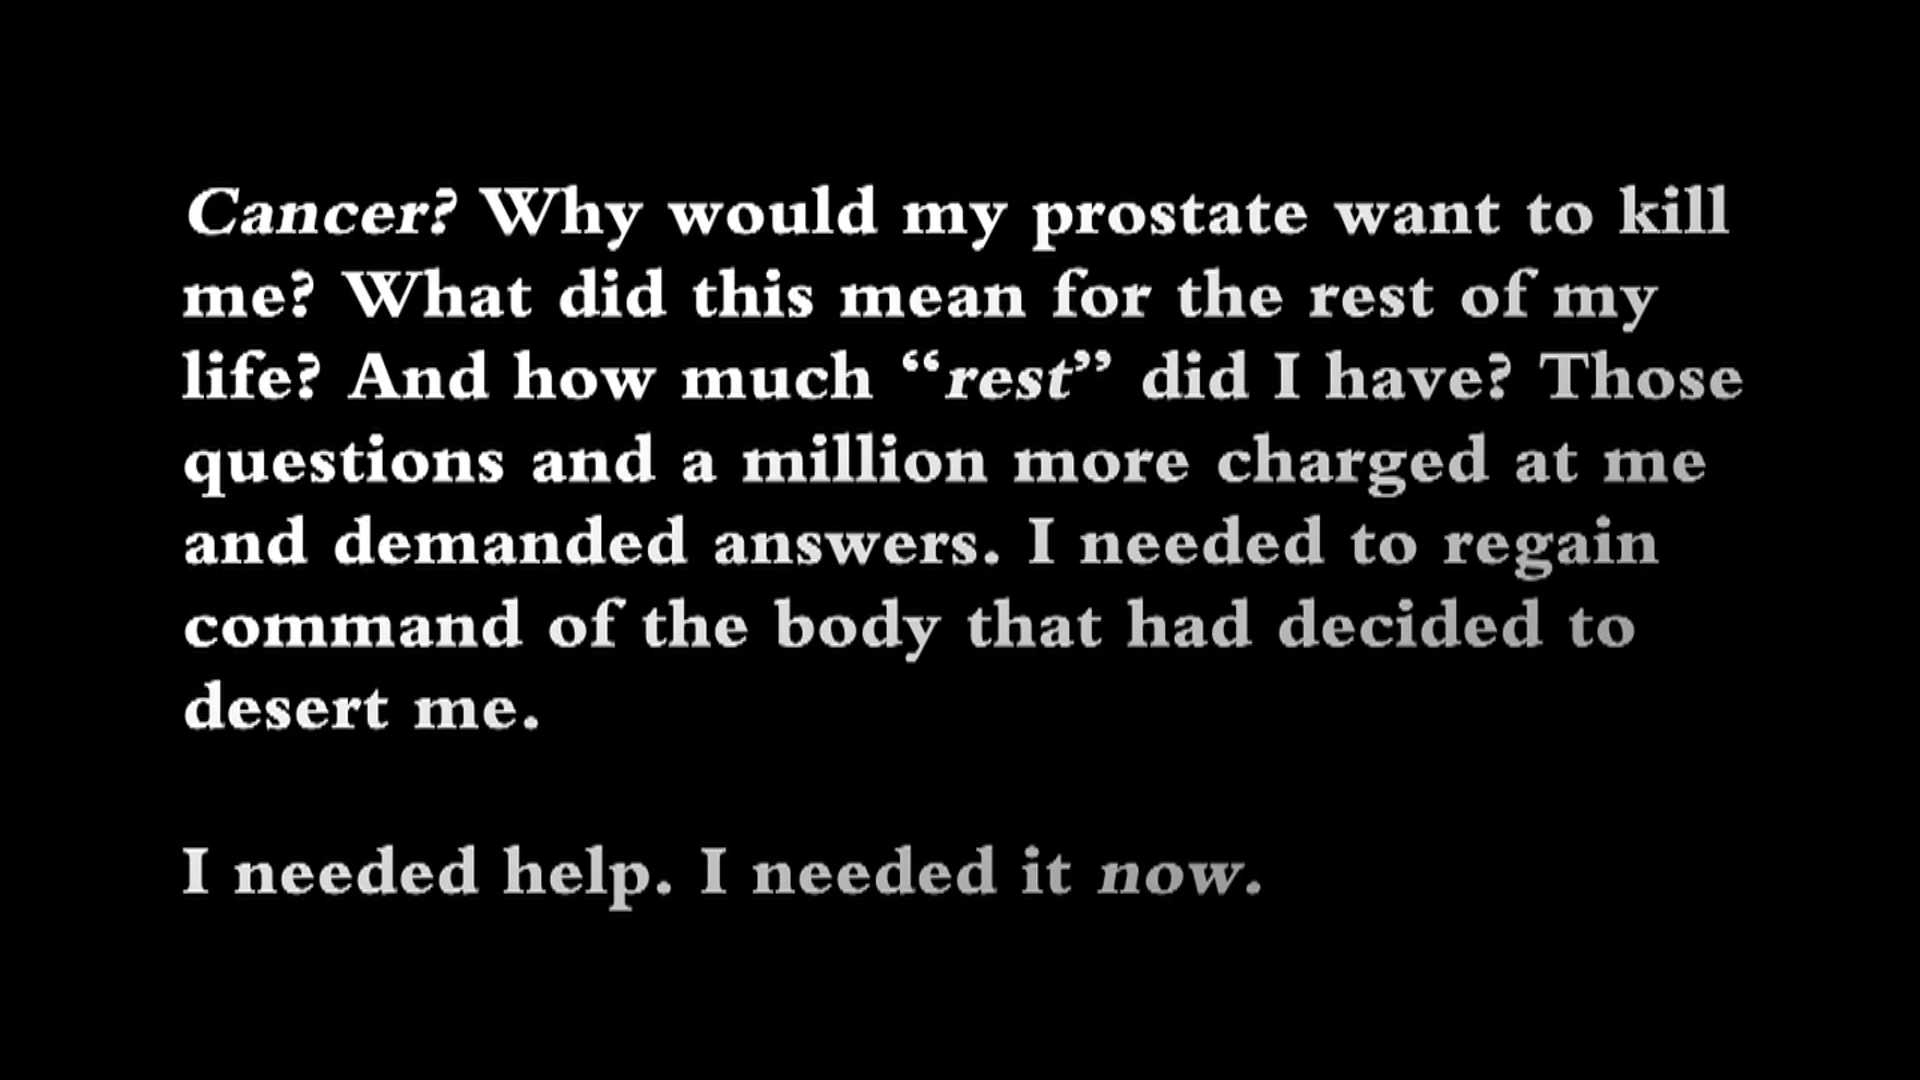 Cancer? Why would my prostate want to kill
me? What did this mean for the rest of my
life? And how much “rest” did I have? Those
questions and a million more charged at me
and demanded answers. I needed to regain
command of the body that had decided to
desert me.
I needed help. I needed it now.